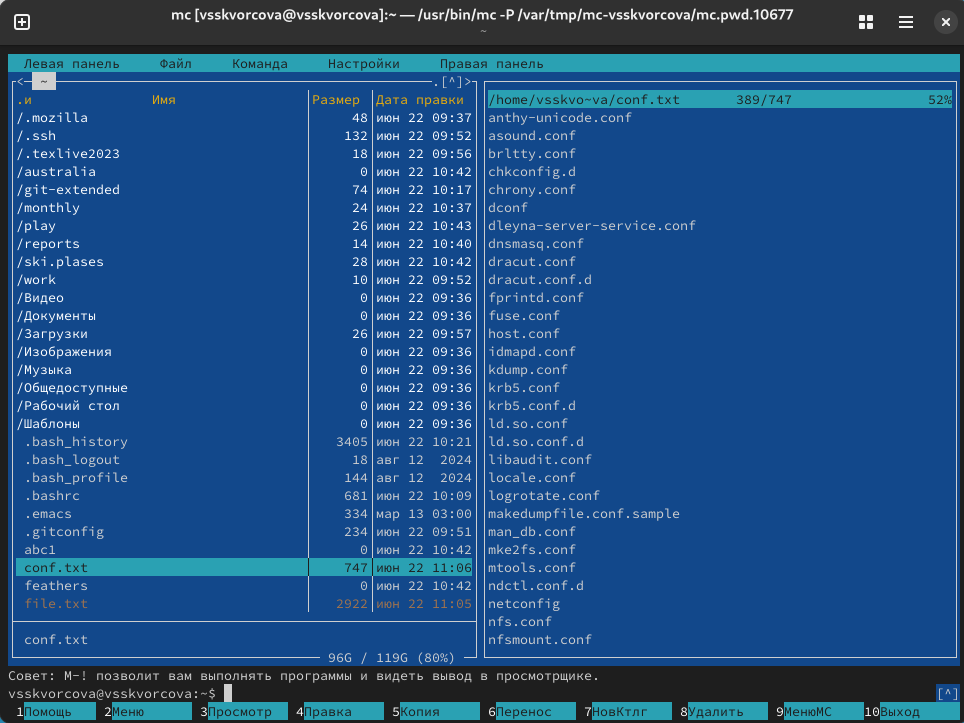 mc [vsskvorcova@vsskvorcova]:~ — /usr/bin/mc -P /var/tmp/mc-vsskvorcova/mc.pwd.10677
~
Левая панель Файл Команда Настройки Правая панель
<─ ~ .[^]>
.и Имя Размер Дата правки
/.mozilla 48 июн 22 09:37
/.ssh 132 июн 22 09:52
/.texlive2023 18 июн 22 09:56
/australia 0 июн 22 10:42
/git-extended 74 июн 22 10:17
/monthly 24 июн 22 10:37
/play 26 июн 22 10:43
/reports 14 июн 22 10:40
/ski.plases 28 июн 22 10:42
/work 10 июн 22 09:52
/Видео 0 июн 22 09:36
/Документы 0 июн 22 09:36
/Загрузки 26 июн 22 09:57
/Изображения 0 июн 22 09:36
/Музыка 0 июн 22 09:36
/Общедоступные 0 июн 22 09:36
/Рабочий стол 0 июн 22 09:36
/Шаблоны 0 июн 22 09:36
.bash_history 3405 июн 22 10:21
.bash_logout 18 авг 12 2024
.bash_profile 144 авг 12 2024
.bashrc 681 июн 22 10:09
.emacs 334 мар 13 03:00
.gitconfig 234 июн 22 09:51
abc1 0 июн 22 10:42
conf.txt 747 июн 22 11:06
feathers 0 июн 22 10:42
file.txt 2922 июн 22 11:05
conf.txt
96G / 119G (80%)
/home/vsskvo~va/conf.txt 389/747 52%
anthy-unicode.conf
asound.conf
brltty.conf
chkconfig.d
chrony.conf
dconf
dleyna-server-service.conf
dnsmasq.conf
dracut.conf
dracut.conf.d
fprintd.conf
fuse.conf
host.conf
idmapd.conf
kdump.conf
krb5.conf
krb5.conf.d
ld.so.conf
ld.so.conf.d
libaudit.conf
locale.conf
logrotate.conf
makedumpfile.conf.sample
man_db.conf
mke2fs.conf
mtools.conf
ndctl.conf.d
netconfig
nfs.conf
nfsmount.conf
Совет: M-! позволит вам выполнять программы и видеть вывод в просмотрщике.
vsskvorcova@vsskvorcova:~$ [^]
1Помощь 2Меню 3Просмотр 4Правка 5Копия 6Перенос 7НовКтлг 8Удалить 9МенюМС 10Выход